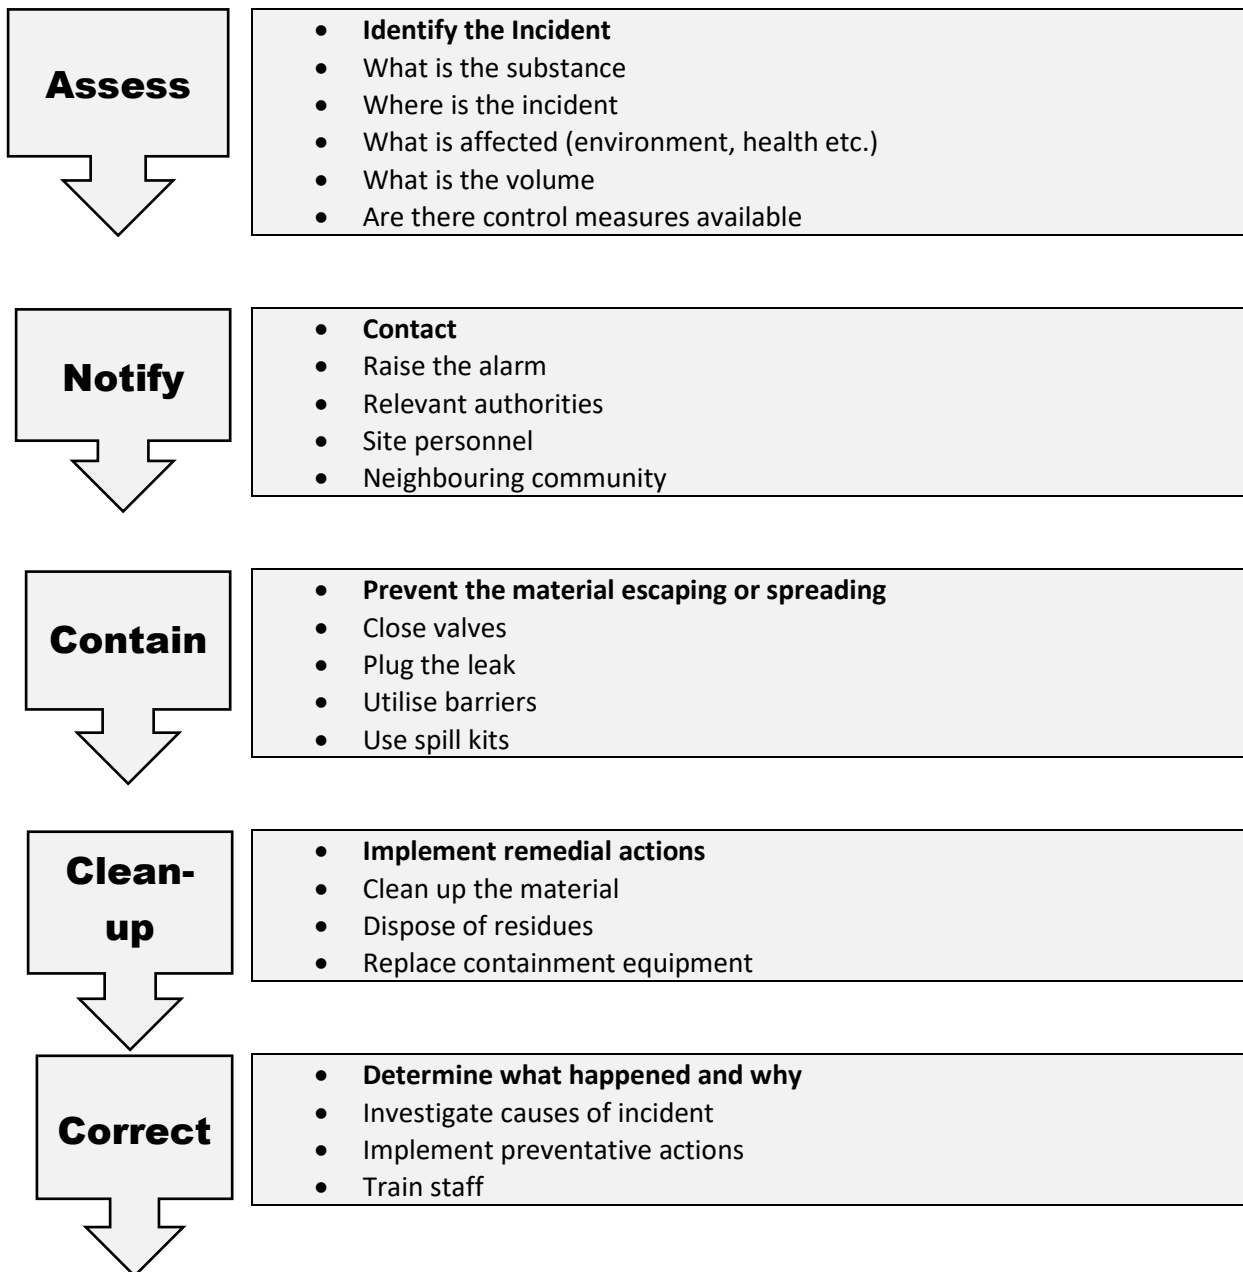 Assess
• Identify the Incident
• What is the substance
• Where is the incident
• What is affected (environment, health etc.)
• What is the volume
• Are there control measures available
Notify
• Contact
• Raise the alarm
• Relevant authorities
• Site personnel
• Neighbouring community
Contain
• Prevent the material escaping or spreading
• Close valves
• Plug the leak
• Utilise barriers
• Use spill kits
Clean-
up
• Implement remedial actions
• Clean up the material
• Dispose of residues
• Replace containment equipment
Correct
• Determine what happened and why
• Investigate causes of incident
• Implement preventative actions
• Train staff